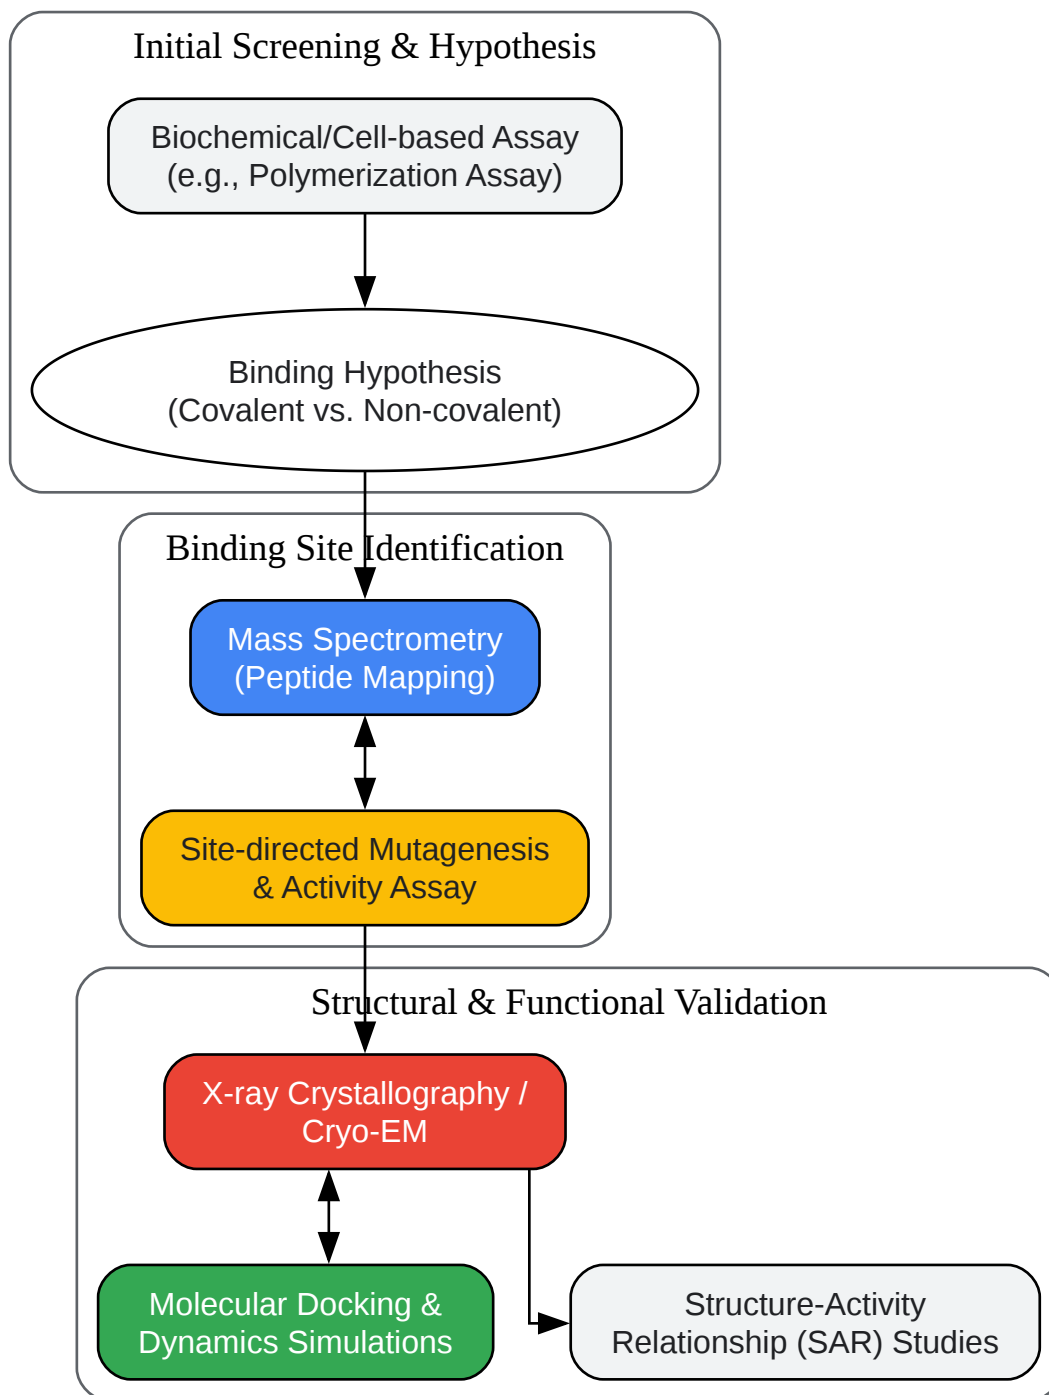 Initial Screening & Hypothesis
Biochemical/Cell-based Assay
(e.g., Polymerization Assay)
Binding Hypothesis
(Covalent vs. Non-covalent)
Binding Site Identification
Mass Spectrometry
(Peptide Mapping)
Site-directed Mutagenesis
& Activity Assay
Structural & Functional Validation
X-ray Crystallography /
Cryo-EM
Molecular Docking &
Dynamics Simulations
Structure-Activity
Relationship (SAR) Studies